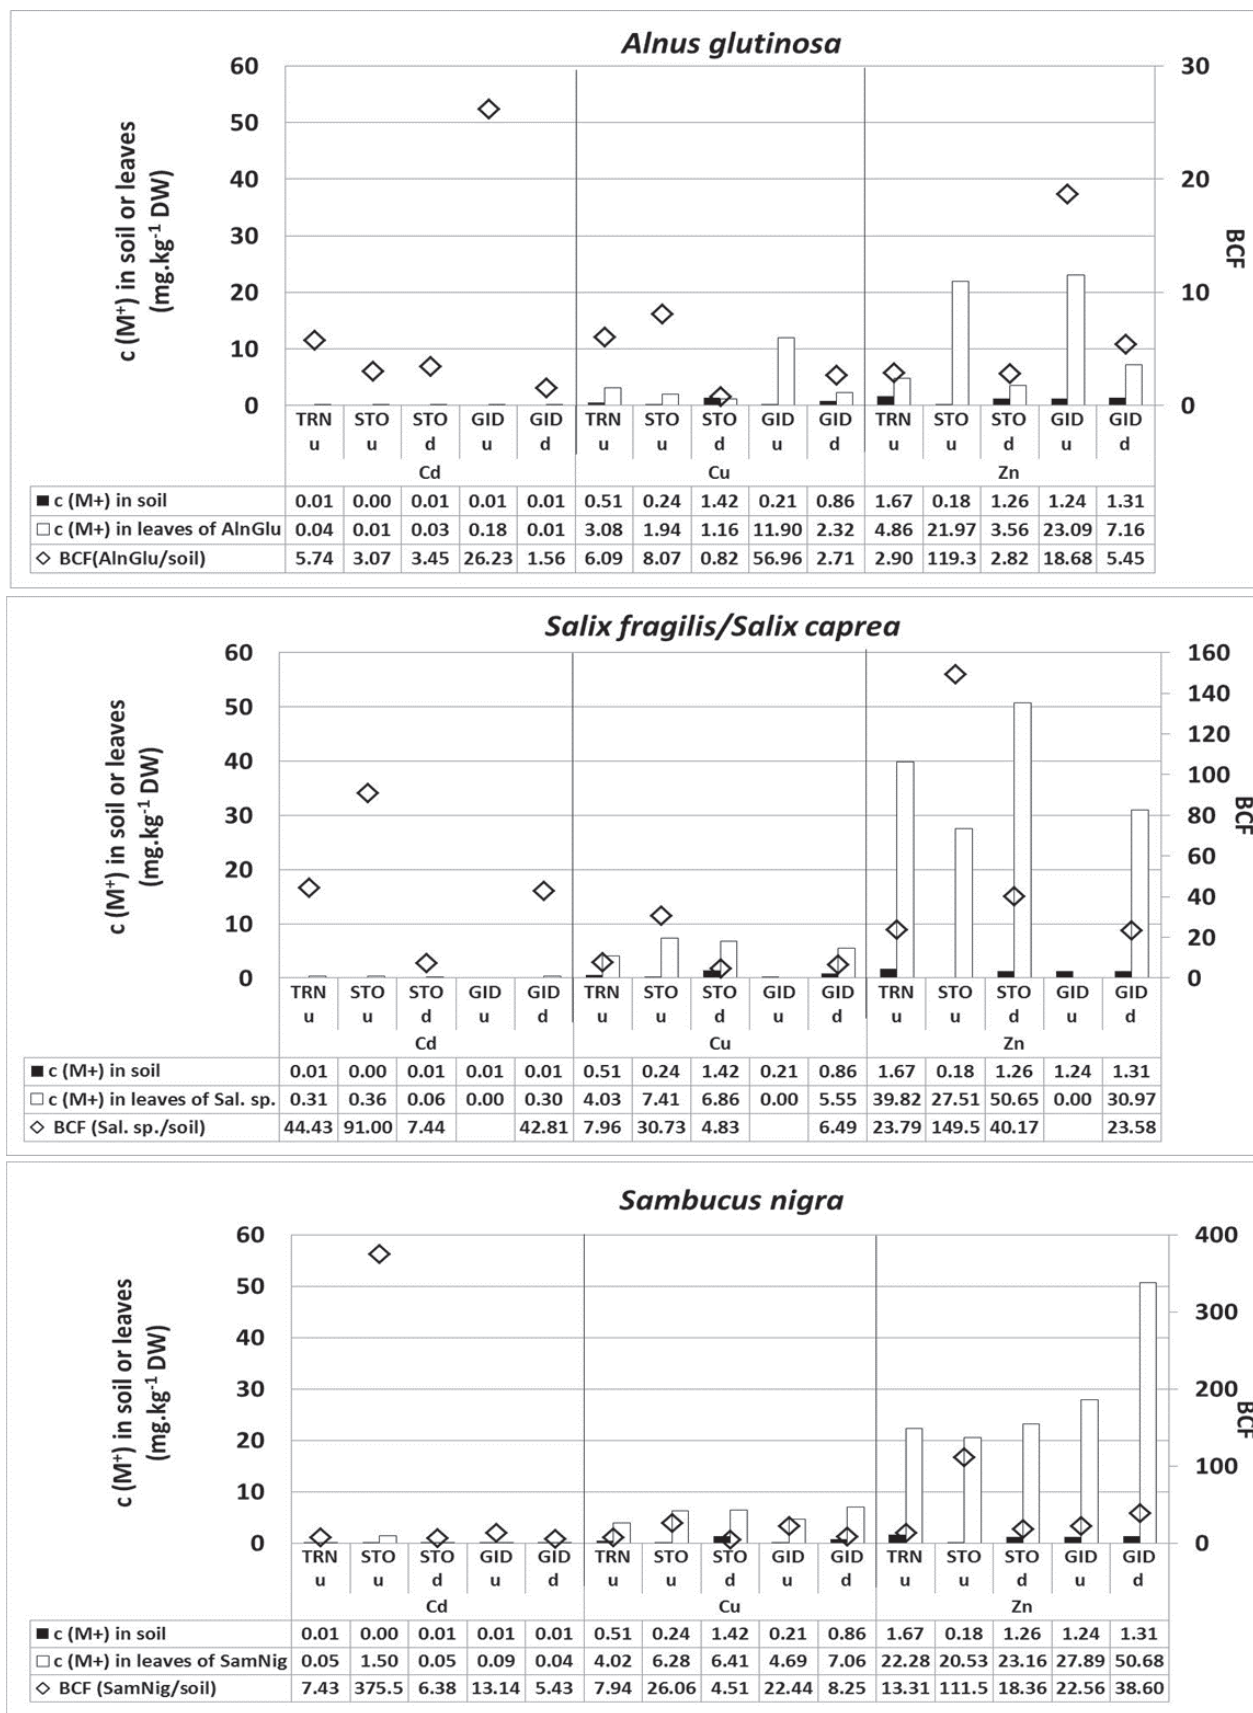 Alnus glutinosa
c (M+) in soil or leaves
(mg.kg-1 DW)
60
50
40
30
20
10
0
30
20
10
0
BCF
TRN STO STO GID GID TRN STO STO GID GID TRN STO STO GID GID
u u d u d u u d u d u u d u d
Cd Cu Zn
c (M+) in soil 0.01 0.00 0.01 0.01 0.01 0.51 0.24 1.42 0.21 0.86 1.67 0.18 1.26 1.24 1.31
c (M+) in leaves of AlnGlu 0.04 0.01 0.03 0.18 0.01 3.08 1.94 1.16 11.90 2.32 4.86 21.97 3.56 23.09 7.16
BCF(AlnGlu/soil) 5.74 3.07 3.45 26.23 1.56 6.09 8.07 0.82 56.96 2.71 2.90 119.3 2.82 18.68 5.45
Salix fragilis/Salix caprea
c (M+) in soil or leaves
(mg.kg-1 DW)
60
50
40
30
20
10
0
160
140
120
100
80
60
40
20
0
BCF
TRN STO STO GID GID TRN STO STO GID GID TRN STO STO GID GID
u u d u d u u d u d u u d u d
Cd Cu Zn
c (M+) in soil 0.01 0.00 0.01 0.01 0.01 0.51 0.24 1.42 0.21 0.86 1.67 0.18 1.26 1.24 1.31
c (M+) in leaves of Sal. sp. 0.31 0.36 0.06 0.00 0.30 4.03 7.41 6.86 0.00 5.55 39.82 27.51 50.65 0.00 30.97
BCF (Sal. sp./soil) 44.43 91.00 7.44 42.81 7.96 30.73 4.83 6.49 23.79 149.5 40.17 23.58
Sambucus nigra
c (M+) in soil or leaves
(mg.kg-1 DW)
60
50
40
30
20
10
0
400
300
200
100
0
BCF
TRN STO STO GID GID TRN STO STO GID GID TRN STO STO GID GID
u u d u d u u d u d u u d u d
Cd Cu Zn
c (M+) in soil 0.01 0.00 0.01 0.01 0.01 0.51 0.24 1.42 0.21 0.86 1.67 0.18 1.26 1.24 1.31
c (M+) in leaves of SamNig 0.05 1.50 0.05 0.09 0.04 4.02 6.28 6.41 4.69 7.06 22.28 20.53 23.16 27.89 50.68
BCF (SamNig/soil) 7.43 375.5 6.38 13.14 5.43 7.94 26.06 4.51 22.44 8.25 13.31 111.5 18.36 22.56 38.60